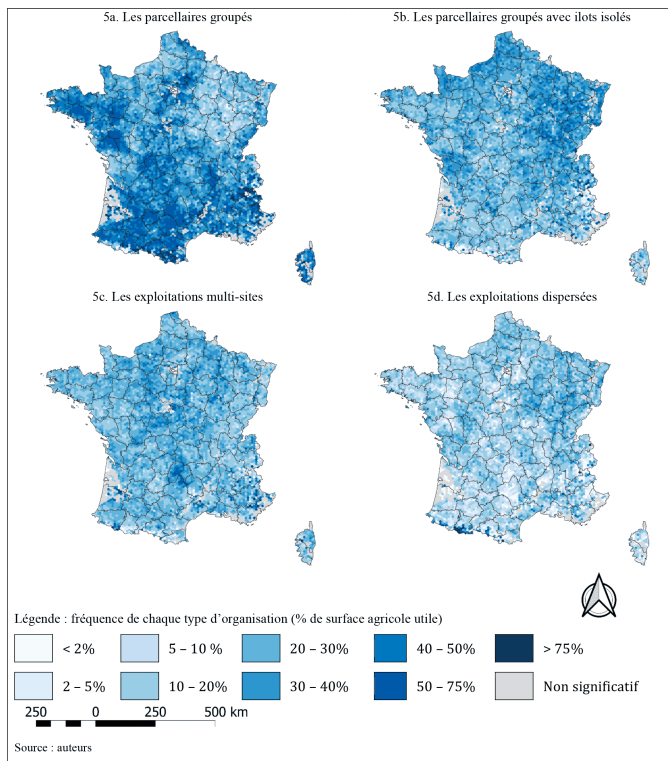 5a. Les parcellaires groupés
5b. Les parcellaires groupés avec ilots isolés
5c. Les exploitations multi-sites
5d. Les exploitations dispersées
Légende : fréquence de chaque type d'organisation (% de surface agricole utile)
< 2%
5 – 10 %
20 – 30%
40 – 50%
> 75%
2 – 5%
10 – 20%
30 – 40%
50 – 75%
Non significatif
250 0 250 500 km
Source : auteurs